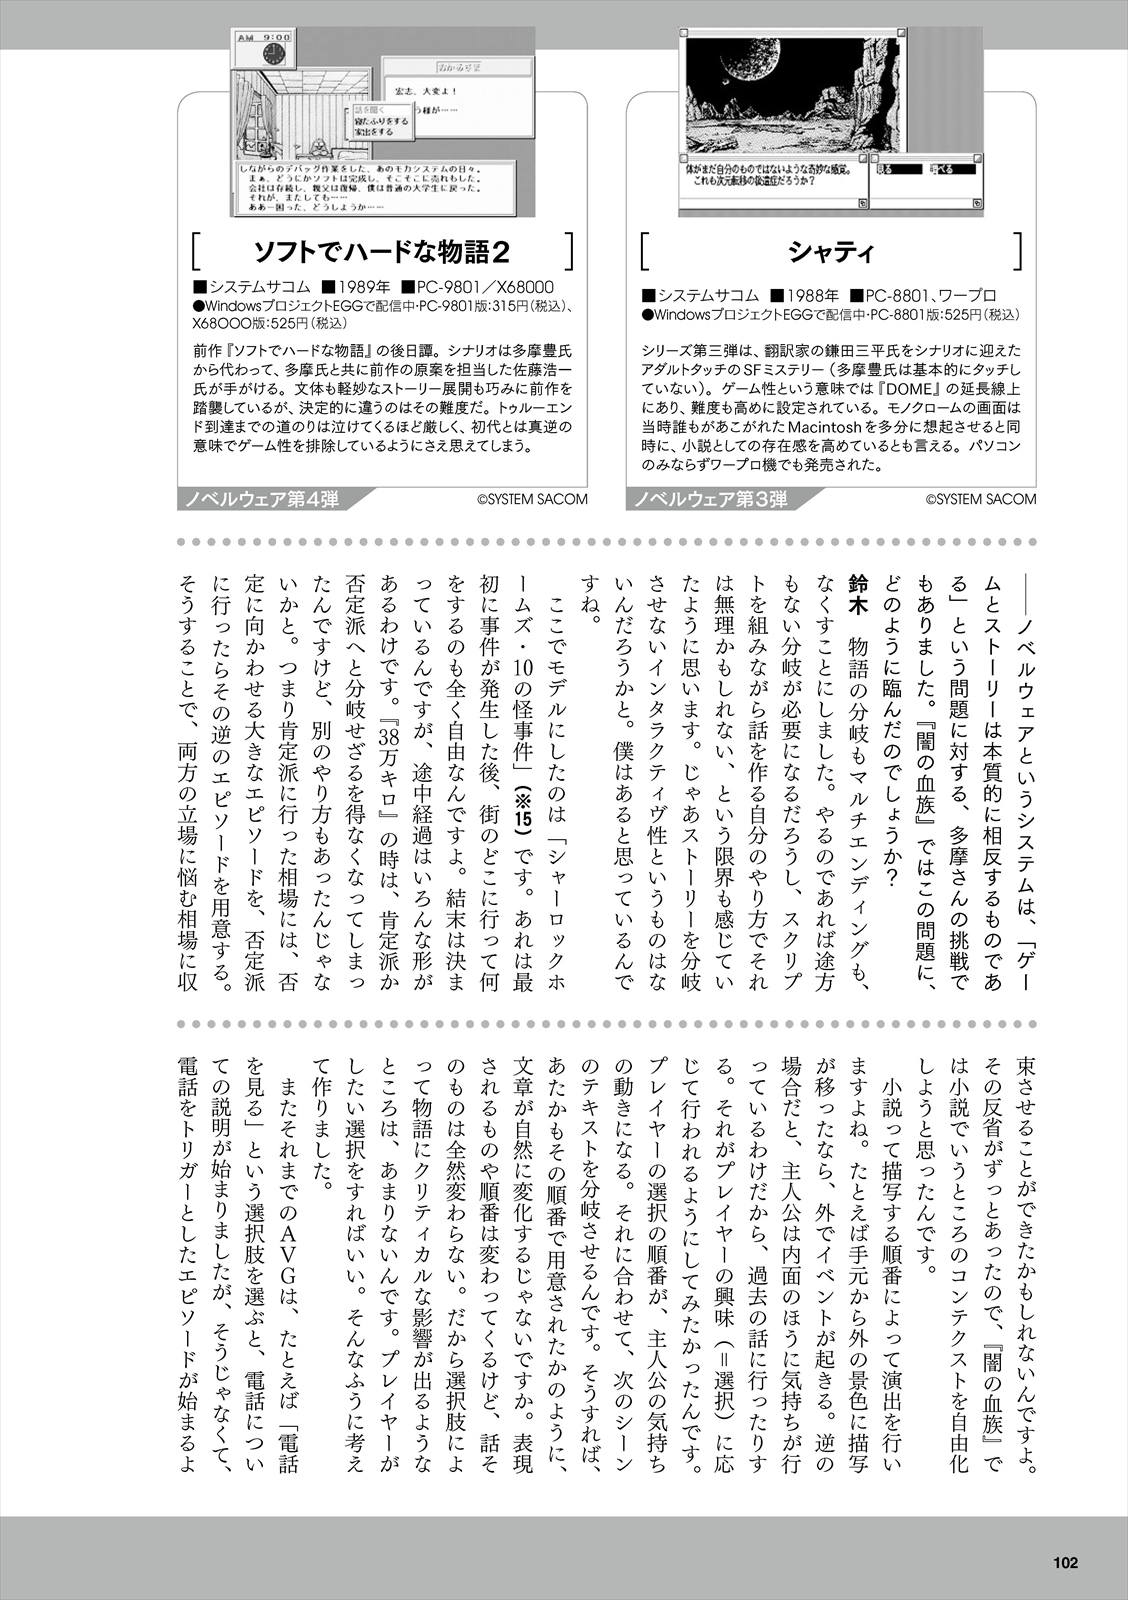 シャティ
■システムサコム ■1988年 ■PC-8801、ワープロ
●WindowsプロジェクトEGGで配信中・PC-8801版：525円（税込）
シリーズ第三弾は、翻訳家の鎌田三平氏をシナリオに迎えた
アダルトタッチのSFミステリー（多摩豊氏は基本的にタッチし
ていない）。ゲーム性という意味では『DOME』の延長線上
にあり、難度も高めに設定されている。モノクロームの画面は
当時誰もがあこがれたMacintoshを多分に想起させると同
時に、小説としての存在感を高めているとも言える。パソコン
のみならずワープロ機でも発売された。
ノベルウェア第3弾
©SYSTEM SACOM
体がまだ自分のものではないような奇妙な感覚。
これも次元転移の後遺症だろうか？
AM 9:00
おかるさま
宏志、大変よ！
う様が……
話を聞く
寝たふりをする
家出をする
しながらのデバッグ作業をした、あのモカシステムの日々。
まぁ、どうにかソフトは完成し、そこそこに売れもした。
会社は存続し、親父は復帰、僕は普通の大学生に戻った。
それが、またしても……
ああ一困った、どうしようか……
ソフトでハードな物語2
■システムサコム ■1989年 ■PC-9801／X68000
●WindowsプロジェクトEGGで配信中・PC-9801版：315円（税込）、
X68000版：525円（税込）
前作『ソフトでハードな物語』の後日譚。シナリオは多摩豊氏
から代わって、多摩氏と共に前作の原案を担当した佐藤浩一
氏が手がける。文体も軽妙なストーリー展開も巧みに前作を
踏襲しているが、決定的に違うのはその難度だ。トゥルーエン
ド到達までの道のりは泣けてくるほど厳しく、初代とは真逆の
意味でゲーム性を排除しているようにさえ思えてしまう。
ノベルウェア第4弾
©SYSTEM SACOM
――ノベルウェアというシステムは、「ゲー
ムとストーリーは本質的に相反するものであ
る」という問題に対する、多摩さんの挑戦で
もありました。『闇の血族』ではこの問題に、
どのように臨んだのでしょうか？
鈴木　物語の分岐もマルチエンディングも、
なくすことにしました。やるのであれば途方
もない分岐が必要になるだろうし、スクリプ
トを組みながら話を作る自分のやり方でそれ
は無理かもしれない、という限界も感じてい
たように思います。じゃあストーリーを分岐
させないインタラクティヴ性というものはな
いんだろうかと。僕はあると思っているんで
すね。
ここでモデルにしたのは「シャーロックホ
ームズ・10の怪事件」（※15）です。あれは最
初に事件が発生した後、街のどこに行って何
をするのも全く自由なんですよ。結末は決ま
っているんですが、途中経過はいろんな形が
あるわけです。『38万キロ』の時は、肯定派か
否定派へと分岐せざるを得なくなってしまっ
たんですけど、別のやり方もあったんじゃな
いかと。つまり肯定派に行った相場には、否
定に向かわせる大きなエピソードを、否定派
に行ったらその逆のエピソードを用意する。
そうすることで、両方の立場に悩む相場に収
束させることができたかもしれないんですよ。
その反省がずっとあったので、『闇の血族』で
は小説でいうところのコンテクストを自由化
しようと思ったんです。
小説って描写する順番によって演出を行い
ますよね。たとえば手元から外の景色に描写
が移ったなら、外でイベントが起きる。逆の
場合だと、主人公は内面のほうに気持ちが行
っているわけだから、過去の話に行ったりす
る。それがプレイヤーの興味（＝選択）に応
じて行われるようにしてみたかったんです。
プレイヤーの選択の順番が、主人公の気持ち
の動きになる。それに合わせて、次のシーン
のテキストを分岐させるんです。そうすれば、
あたかもその順番で用意されたかのように、
文章が自然に変化するじゃないですか。表現
されるものや順番は変わってくるけど、話そ
のものは全然変わらない。だから選択肢によ
って物語にクリティカルな影響が出るような
ところは、あまりないんです。プレイヤーが
したい選択をすればいい。そんなふうに考え
て作りました。
またそれまでのAVGは、たとえば「電話
を見る」という選択肢を選ぶと、電話につい
ての説明が始まりましたが、そうじゃなくて、
電話をトリガーとしたエピソードが始まるよ
102